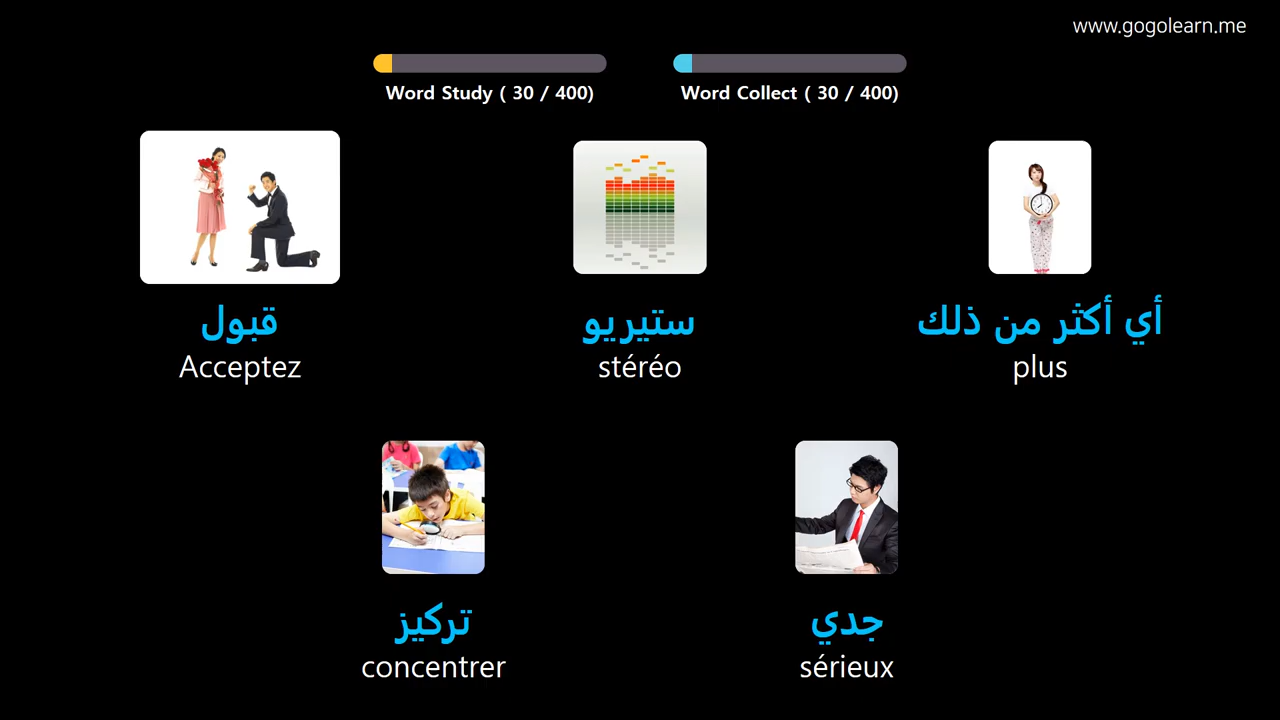 www.gogolearn.me
Word Study ( 30 / 400)
Word Collect ( 30 / 400)
قبول
Acceptez
ستيريو
stéréo
أي أكثر من ذلك
plus
تركيز
concentrer
جدي
sérieux